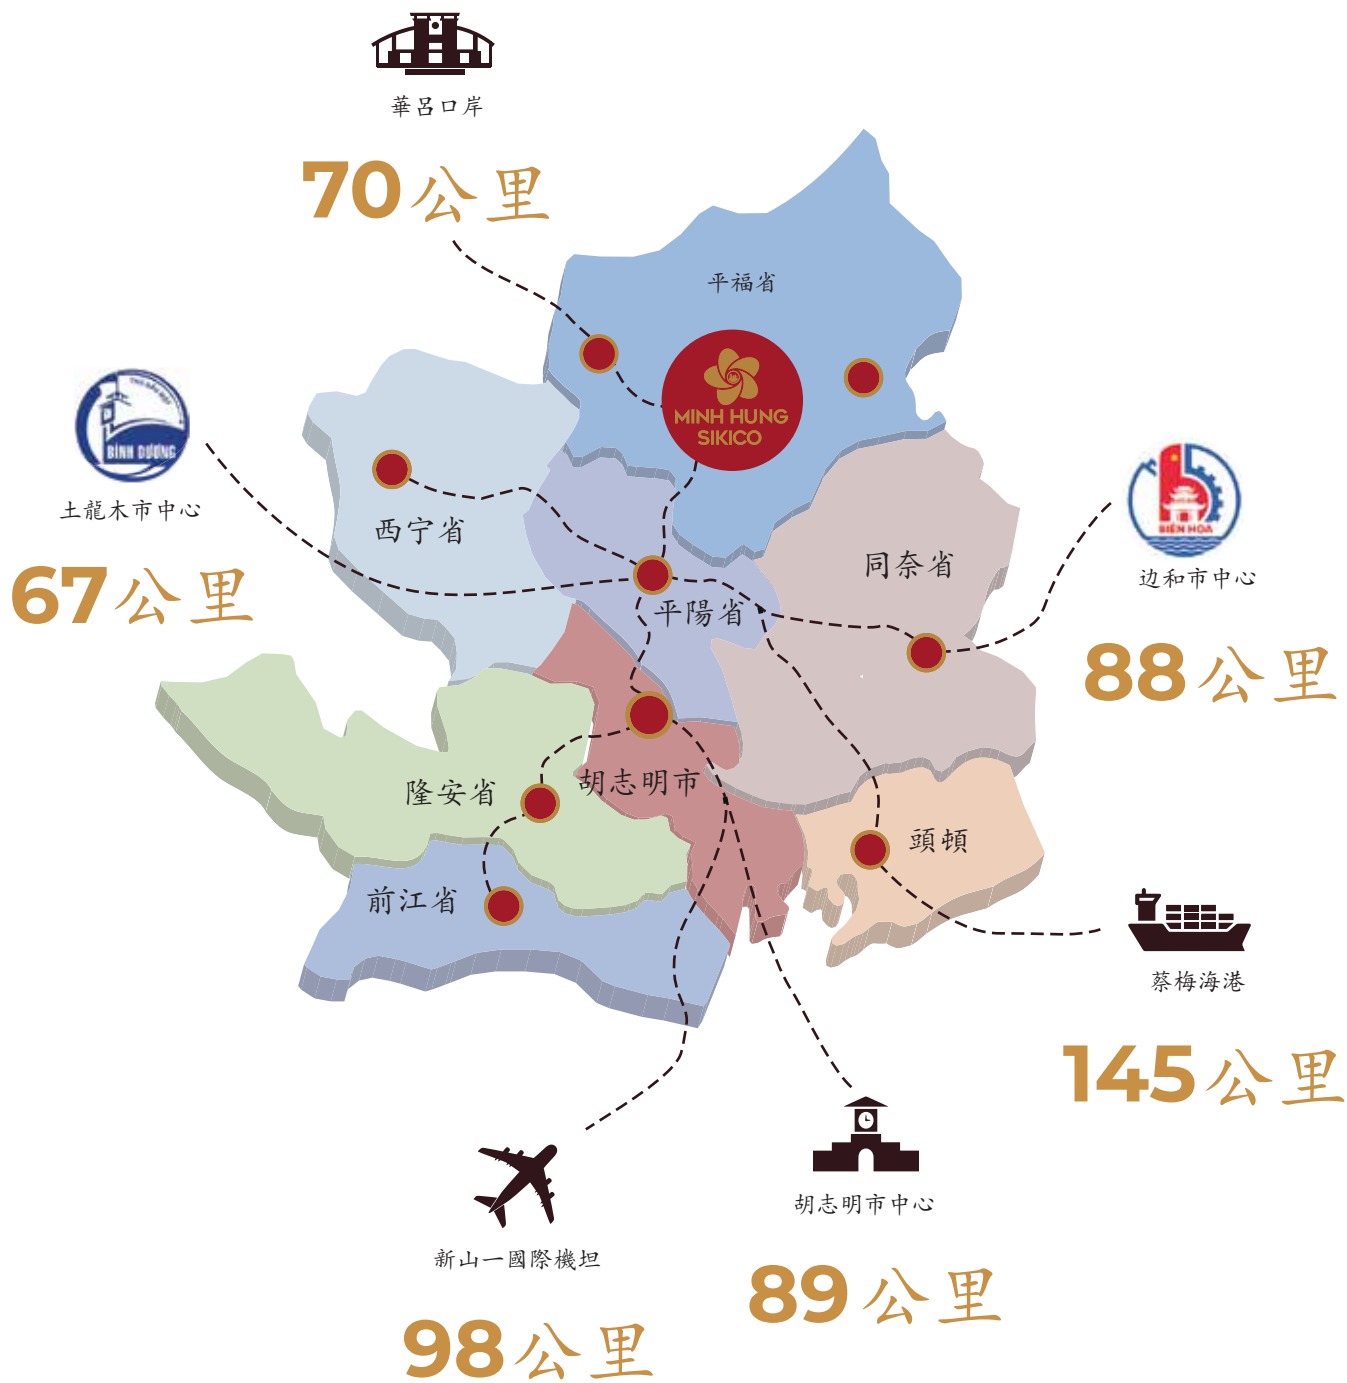 華呂口岸
70公里
平福省
MINH HUNG
SIKICO
BÌNH DƯƠNG
土龍木市中心
67公里
西宁省
BIÊN HÒA
边和市中心
88公里
同奈省
平陽省
隆安省
胡志明市
頭頓
前江省
蔡梅海港
145公里
胡志明市中心
89公里
新山一國際機坦
98公里